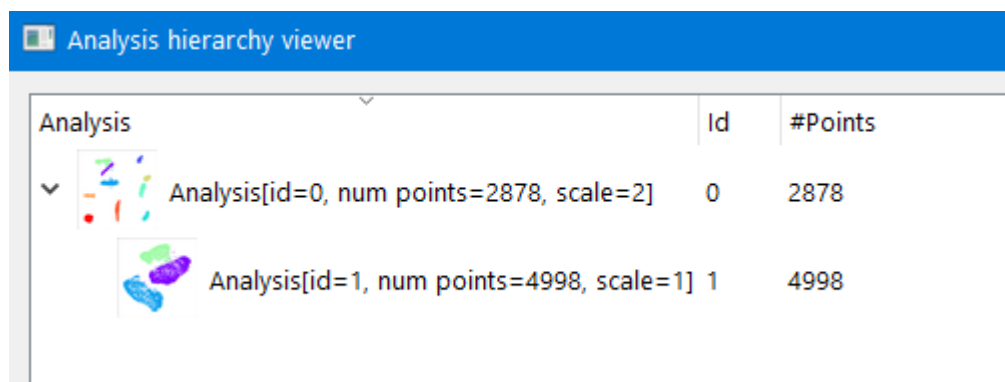 Analysis hierarchy viewer
Analysis Id #Points
Analysis[id=0, num points=2878, scale=2] 0 2878
Analysis[id=1, num points=4998, scale=1] 1 4998